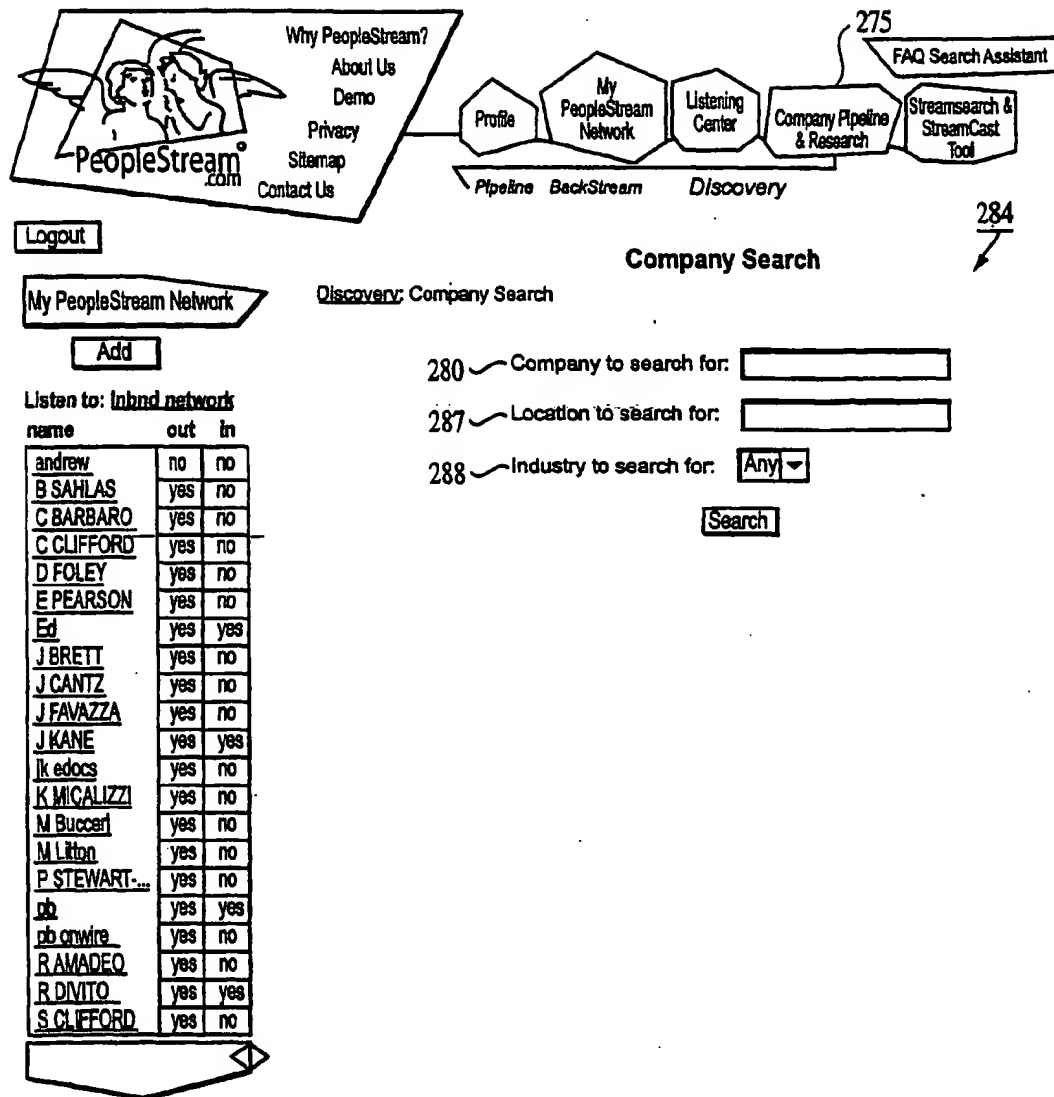 Why PeopleStream?
About Us
Demo
Privacy
Sitemap
Contact Us
PeopleStream
.com
275
FAQ Search Assistant
Profile
My
PeopleStream
Network
Listening
Center
Company Pipeline
& Research
Streamsearch &
StreamCast
Tool
Pipeline BackStream Discovery
284
Logout
Company Search
My PeopleStream Network
Discovery: Company Search
Add
280 Company to search for:
287 Location to search for:
288 Industry to search for: Any
Search
Listen to: Inbnd network
name out in
andrew no no
B SAHLAS yes no
C BARBARO yes no
C CLIFFORD yes no
D FOLEY yes no
E PEARSON yes no
Ed yes yes
J BRETT yes no
J CANTZ yes no
J FAVAZZA yes no
J KANE yes yes
jk edocs yes no
K MICALIZZI yes no
M Buccerl yes no
M Litton yes no
P STEWART-... yes no
pb yes yes
pb onwire yes no
R AMADEO yes no
R DIVITO yes yes
S CLIFFORD yes no